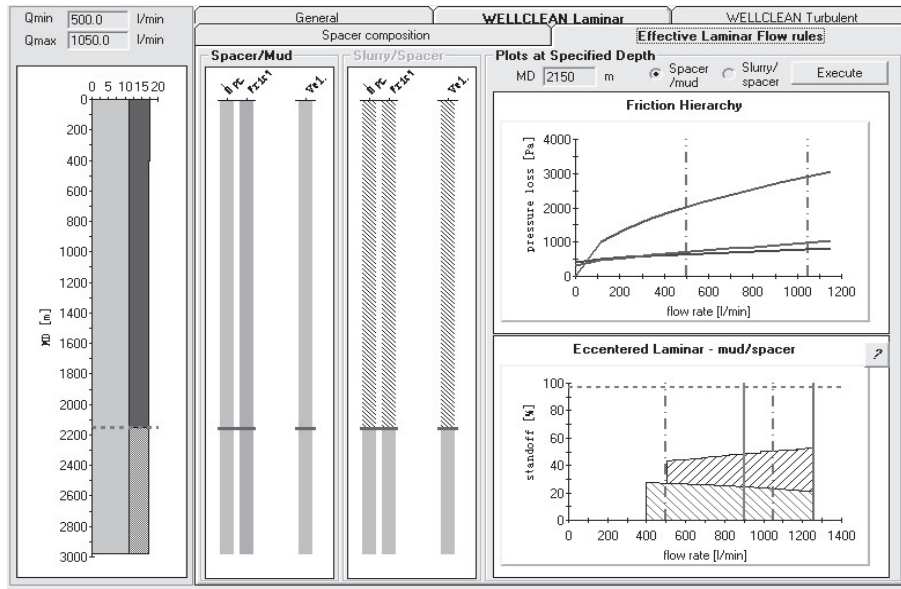 Qmin 500.0 l/min
Qmax 1050.0 l/min
General
WELLCLEAN Laminar
WELLCLEAN Turbulent
Spacer composition
Effective Laminar Flow rules
0 5 10 15 20
MD [m]
0
200
400
600
800
1000
1200
1400
1600
1800
2000
2200
2400
2600
2800
3000
Spacer/Mud
Frict
Vel.
Slurry/Spacer
Frict
Vel.
Plots at Specified Depth
MD 2150 m
Spacer
/mud
Slurry/
spacer
Execute
Friction Hierarchy
pressure loss [Pa]
4000
3000
2000
1000
0
0 200 400 600 800 1000 1200
flow rate [l/min]
Eccentered Laminar - mud/spacer
?
standoff [%]
100
80
60
40
20
0
0 200 400 600 800 1000 1200 1400
flow rate [l/min]